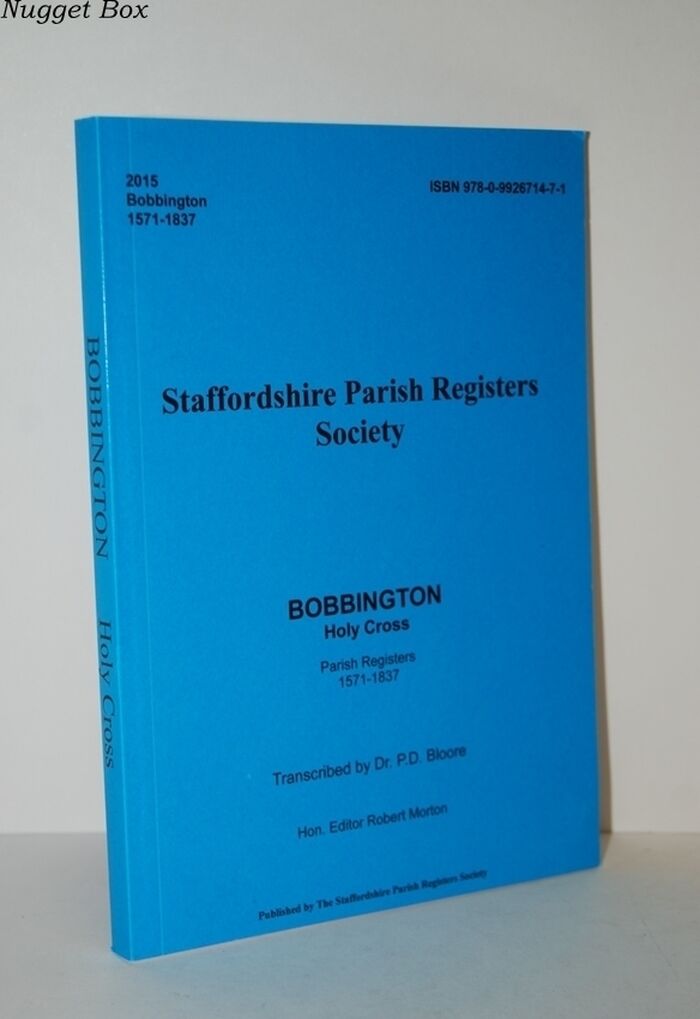 Nugget Box
2015
Bobbington
1571-1837
ISBN 978-0-9926714-7-1
Staffordshire Parish Registers
Society
BOBBINGTON
Holy Cross
Parish Registers
1571-1837
Transcribed by Dr. P.D. Bloore
Hon. Editor Robert Morton
Published by The Staffordshire Parish Registers Society
BOBBINGTON Holy Cross